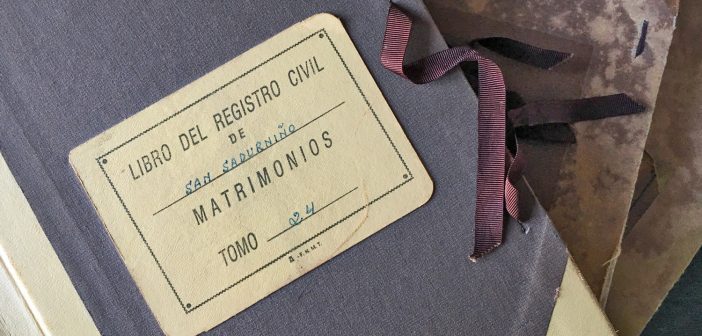 LIBRO DEL REGISTRO CIVIL
DE
SAN SADURNIÑO
MATRIMONIOS
TOMO 24
F.N.M.T.